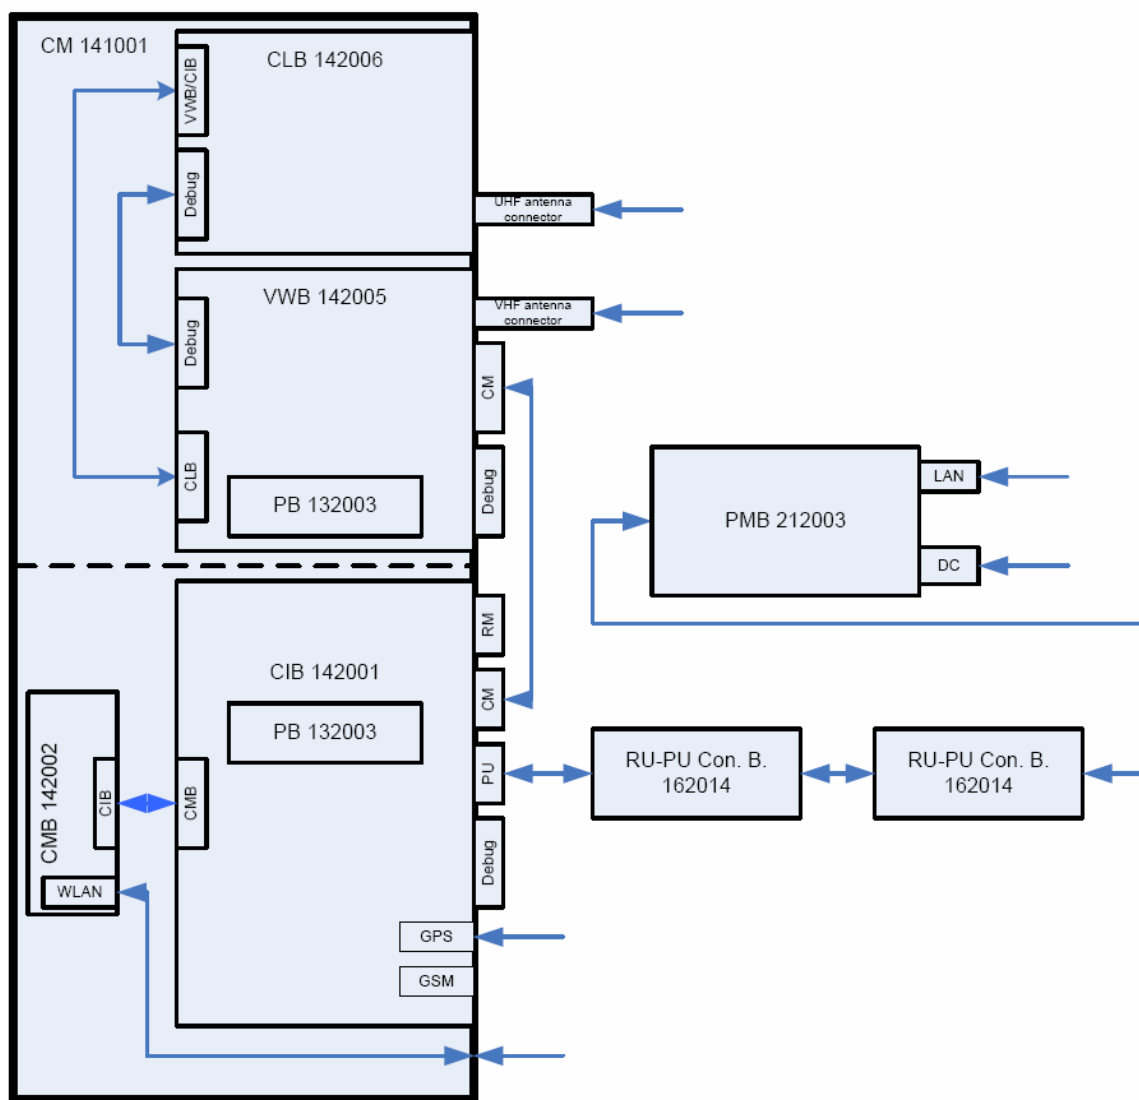 CM 141001
CLB 142006
VWB/CIB
Debug
UHF antenna
connector
VWB 142005
VHF antenna
connector
Debug
CM
CLB
Debug
PB 132003
PMB 212003
LAN
DC
CIB 142001
RM
CM
PB 132003
PU
CMB
Debug
CMB 142002
CIB
WLAN
GPS
GSM
RU-PU Con. B.
162014
RU-PU Con. B.
162014